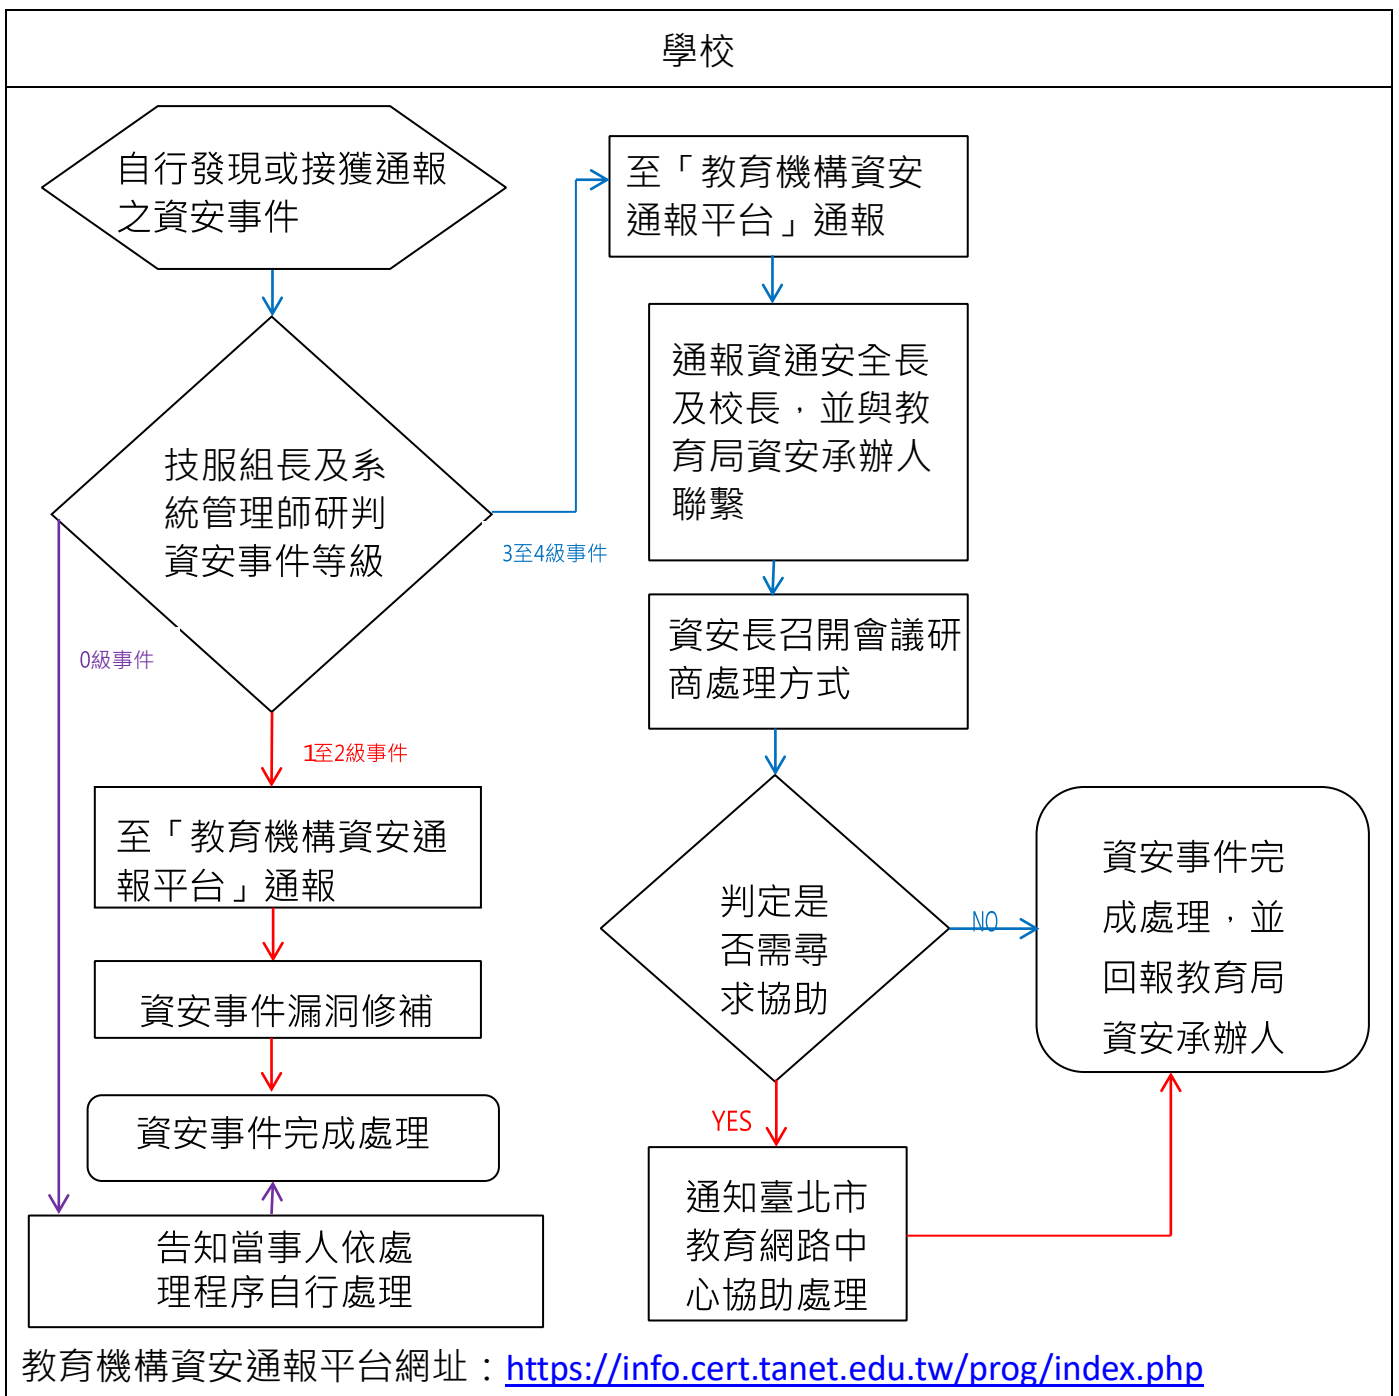 學校
自行發現或接獲通報
之資安事件
技服組長及系
統管理師研判
資安事件等級
0級事件
1至2級事件
3至4級事件
至「教育機構資安通
報平台」通報
資安事件漏洞修補
資安事件完成處理
告知當事人依處
理程序自行處理
至「教育機構資安
通報平台」通報
通報資通安全長
及校長，並與教
育局資安承辦人
聯繫
資安長召開會議研
商處理方式
判定是
否需尋
求協助
NO
YES
資安事件完
成處理，並
回報教育局
資安承辦人
通知臺北市
教育網路中
心協助處理
教育機構資安通報平台網址：https://info.cert.tanet.edu.tw/prog/index.php